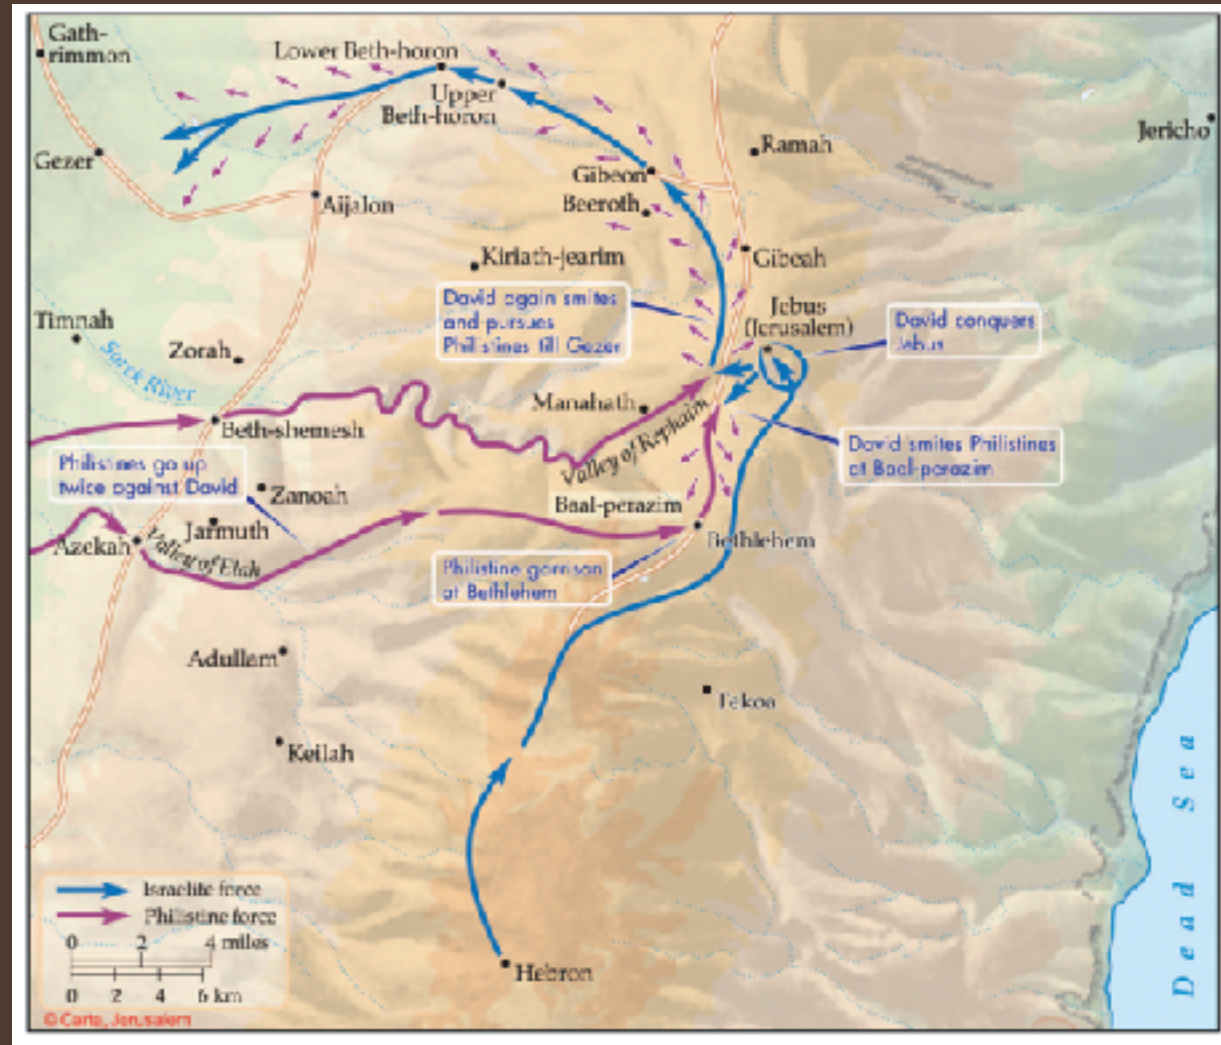 Gath-
rimmon
Lower Beth-horon
Upper
Beth-horon
Jericho
Gezer
Ramah
Gibeon
Beeroth
Aijalon
Kiriath-jearim
Gibeah
David again smites
and pursues
Philistines till Gezer
Jebus
(Jerusalem)
David conquers
Jebus
Timnah
Zorah
Sorek River
Manahath
Beth-shemesh
Valley of Rephaim
David smites Philistines
at Baal-perazim
Philistines go up
twice against David
Zanoah
Baal-perazim
Jarmuth
Azekah
Valley of Elah
Bethlehem
Philistine garrison
at Bethlehem
Adullam
Tekoa
Keilah
Dead Sea
Israelite force
Philistine force
0 2 4 miles
0 2 4 6 km
Hebron
© Carta, Jerusalem